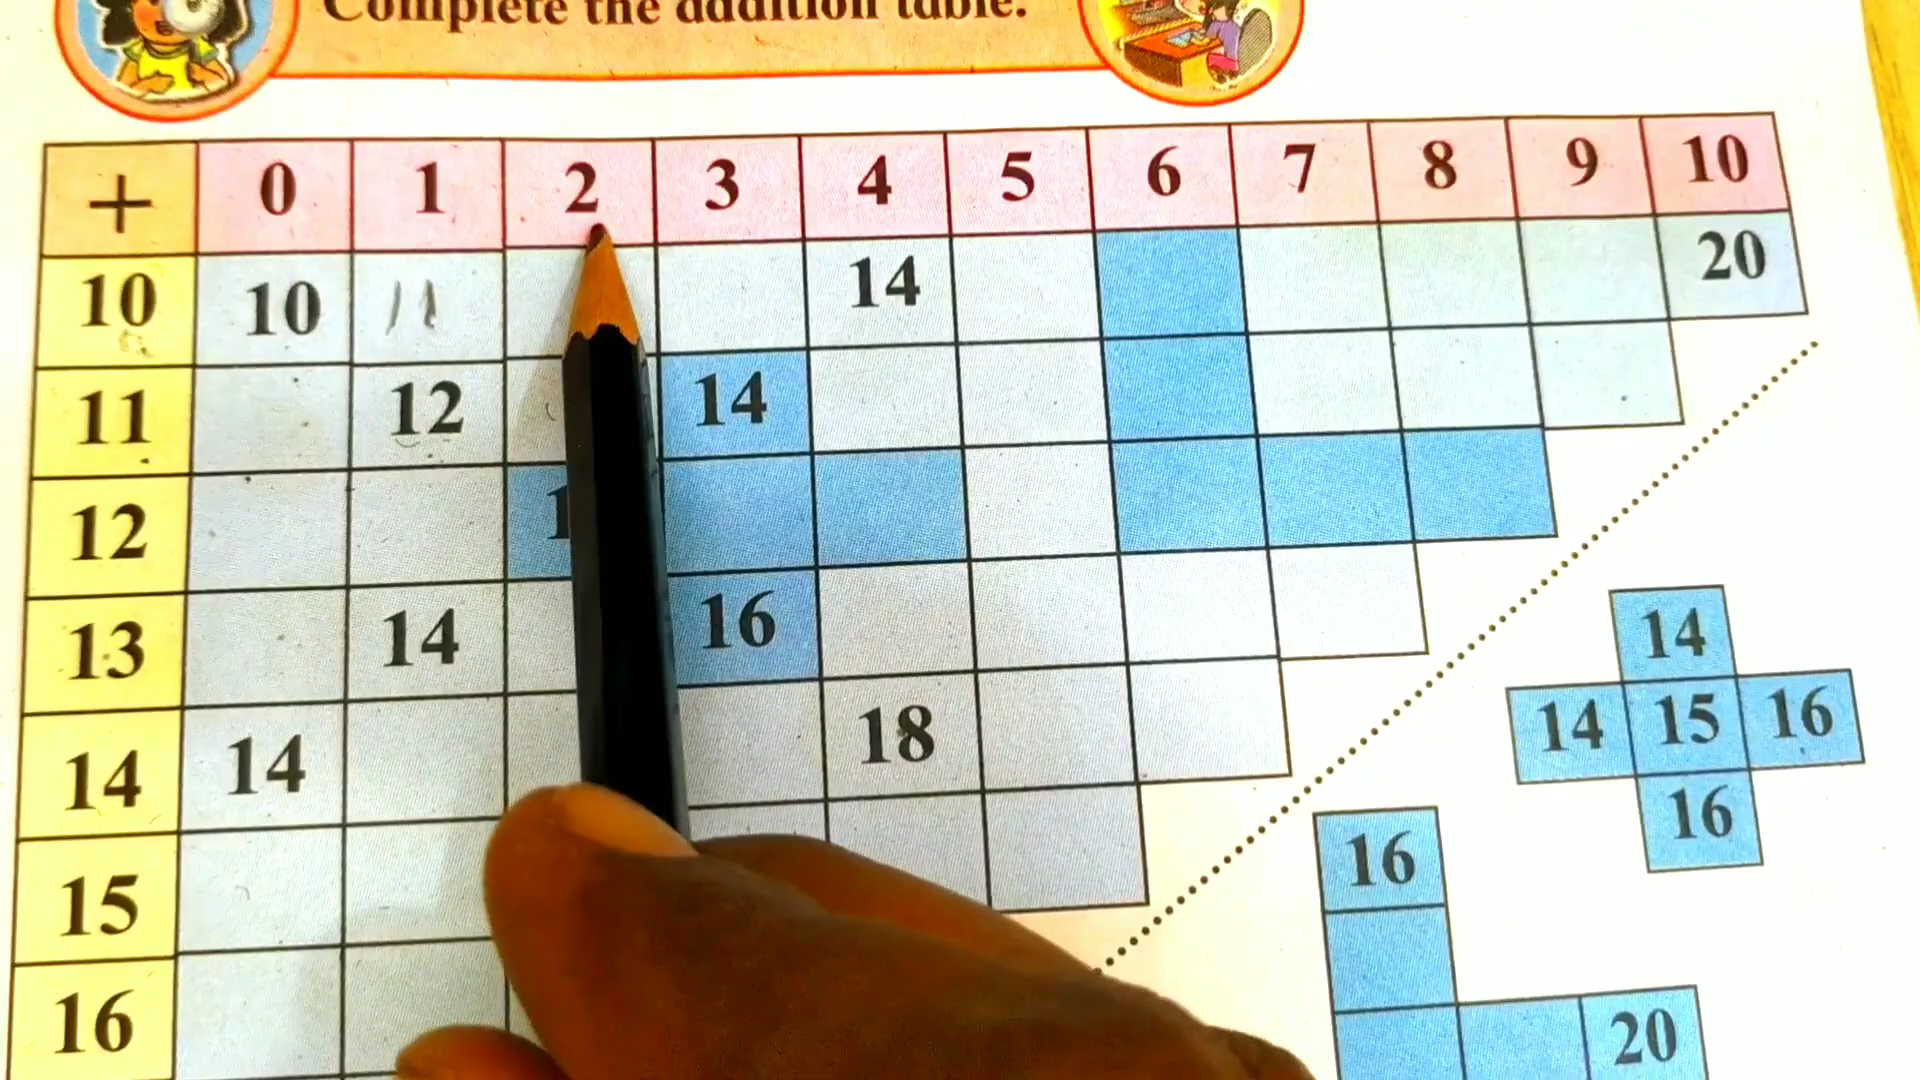 Complete the addition table.
+ 0 1 2 3 4 5 6 7 8 9 10
10 10 11 14 20
11 12 14
12
13 14 16
14 14 18
15
16
14
14 15 16
16
16
20